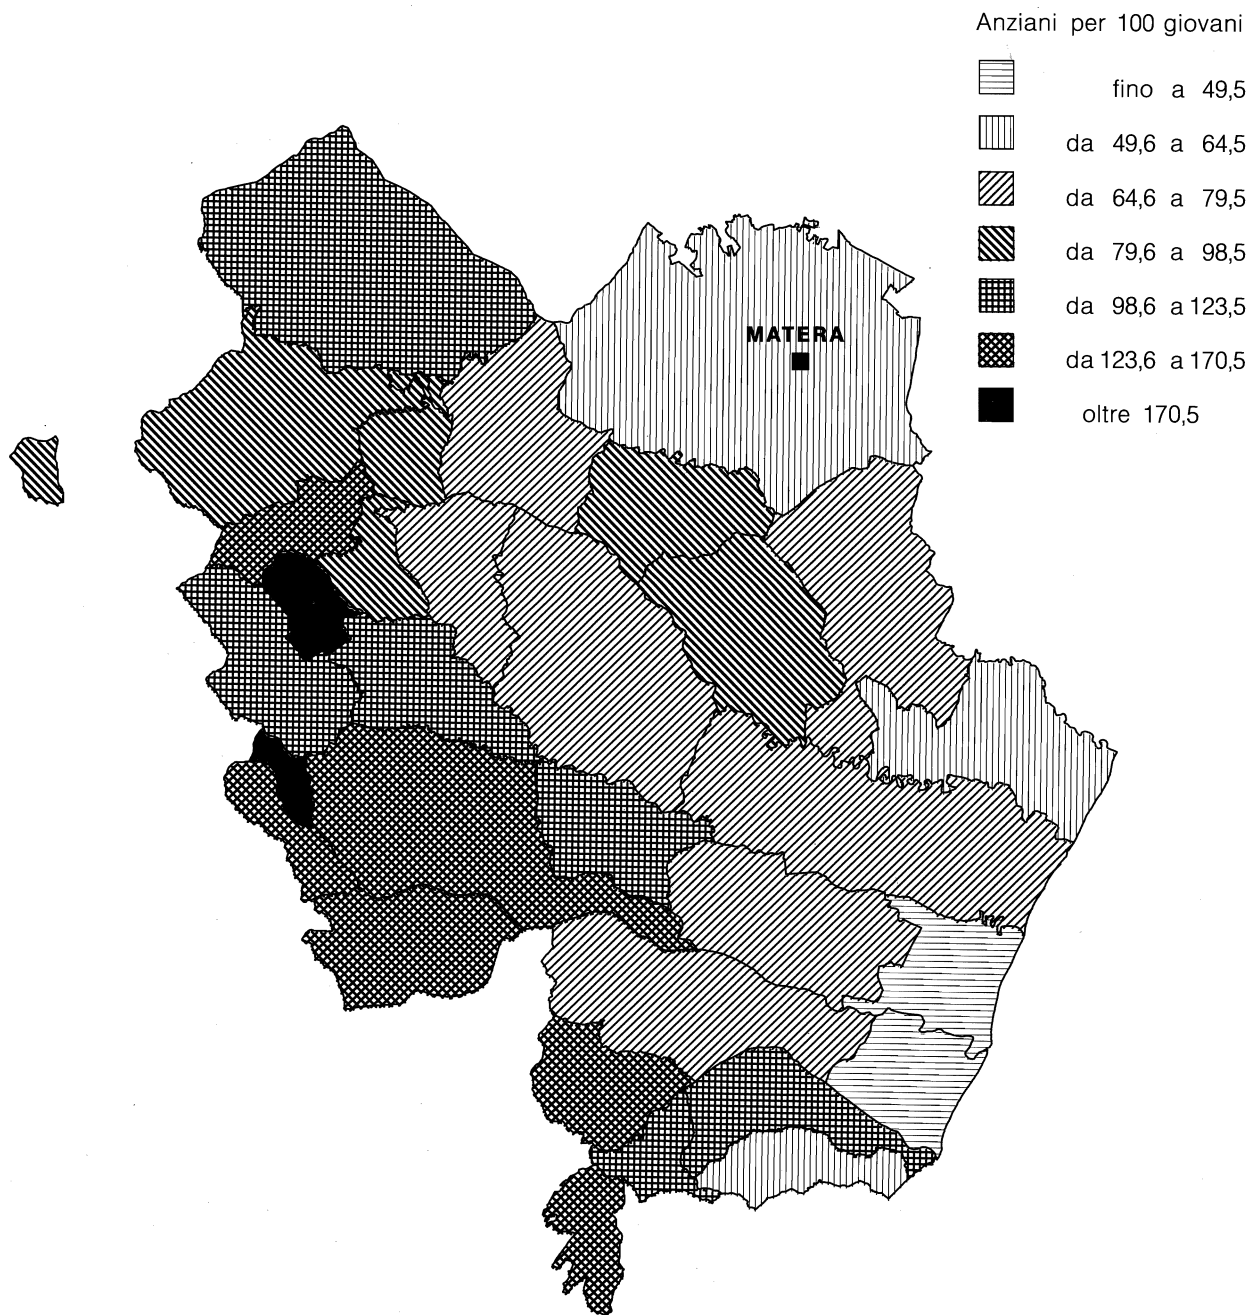 Anziani per 100 giovani
fino a 49,5
da 49,6 a 64,5
da 64,6 a 79,5
da 79,6 a 98,5
da 98,6 a 123,5
da 123,6 a 170,5
oltre 170,5
MATERA